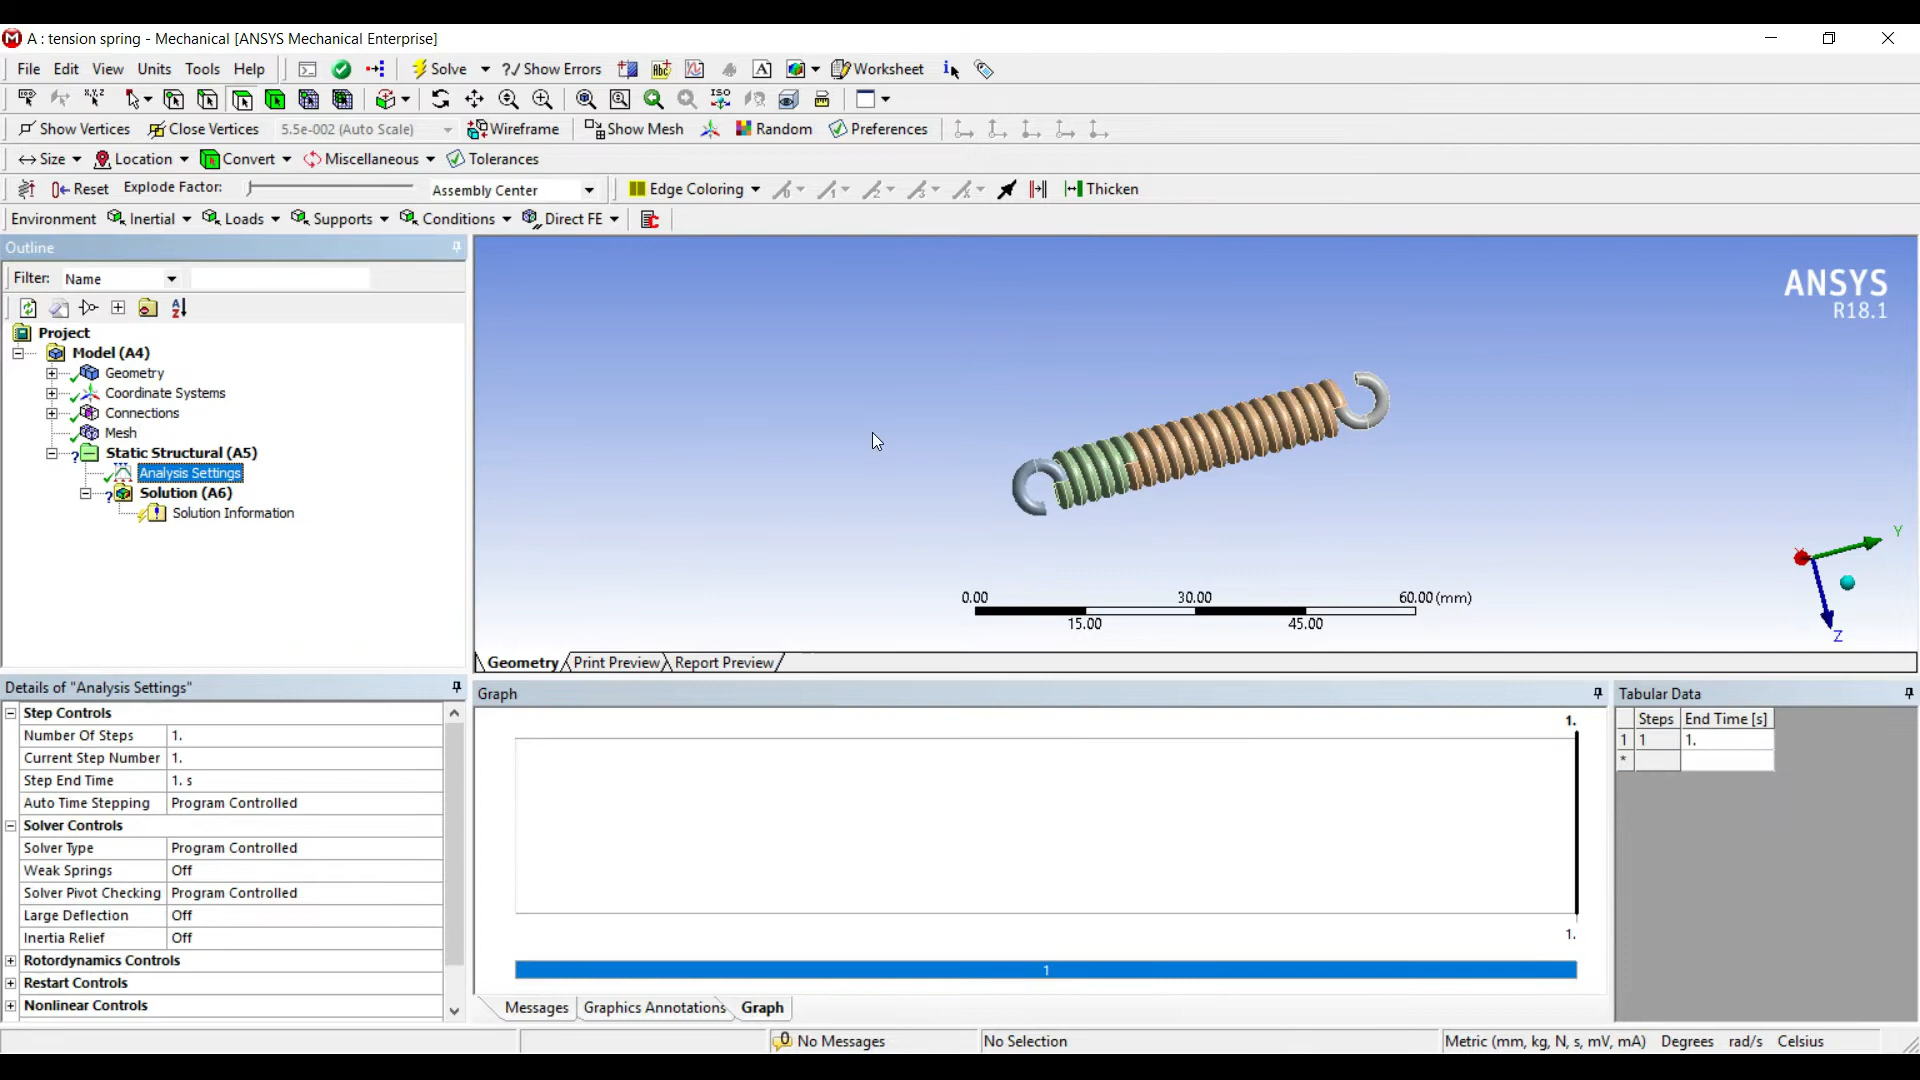 A : tension spring - Mechanical [ANSYS Mechanical Enterprise]
File Edit View Units Tools Help Solve ?/ Show Errors Worksheet
Show Vertices Close Vertices 5.5e-002 (Auto Scale) Wireframe Show Mesh Random Preferences
Size Location Convert Miscellaneous Tolerances
Reset Explode Factor: Assembly Center Edge Coloring Thicken
Environment Inertial Loads Supports Conditions Direct FE
Outline
Filter: Name
Project
Model (A4)
Geometry
Coordinate Systems
Connections
Mesh
Static Structural (A5)
Analysis Settings
Solution (A6)
Solution Information
ANSYS
R18.1
Y
X
Z
0.00 30.00 60.00 (mm)
15.00 45.00
Geometry Print Preview Report Preview
Details of "Analysis Settings"
Step Controls
Number Of Steps 1.
Current Step Number 1.
Step End Time 1. s
Auto Time Stepping Program Controlled
Solver Controls
Solver Type Program Controlled
Weak Springs Off
Solver Pivot Checking Program Controlled
Large Deflection Off
Inertia Relief Off
Rotordynamics Controls
Restart Controls
Nonlinear Controls
Graph
1.
1.
1
Messages Graphics Annotations Graph
Tabular Data
Steps End Time [s]
1 1 1.
*
0 No Messages No Selection Metric (mm, kg, N, s, mV, mA) Degrees rad/s Celsius